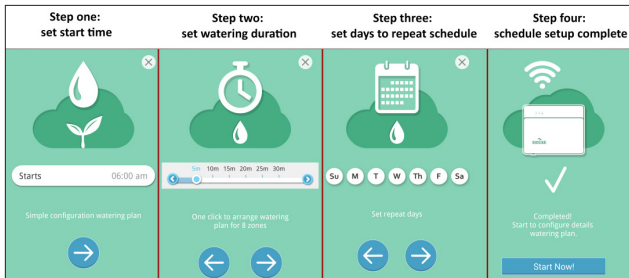 Step one:
set start time
Step two:
set watering duration
Step three:
set days to repeat schedule
Step four:
schedule setup complete
Starts 06:00 am
Simple configuration watering plan
5m 10m 15m 20m 25m 30m
One click to arrange watering
plan for 8 zones
Su M T W Th F Sa
Set repeat days
Completed!
Start to configure details
watering plan.
Start Now!